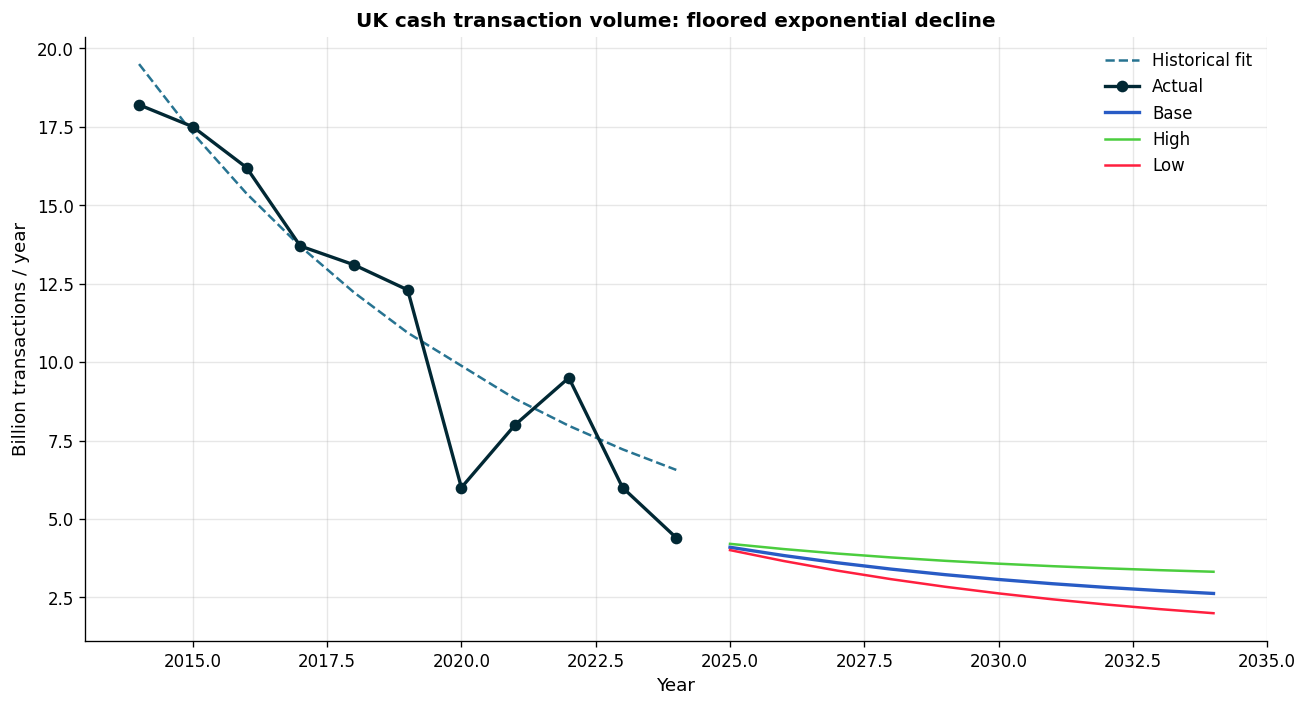 UK cash transaction volume: floored exponential decline
20.0
17.5
15.0
12.5
10.0
7.5
5.0
2.5
Billion transactions / year
Historical fit
Actual
Base
High
Low
2015.0 2017.5 2020.0 2022.5 2025.0 2027.5 2030.0 2032.5 2035.0
Year